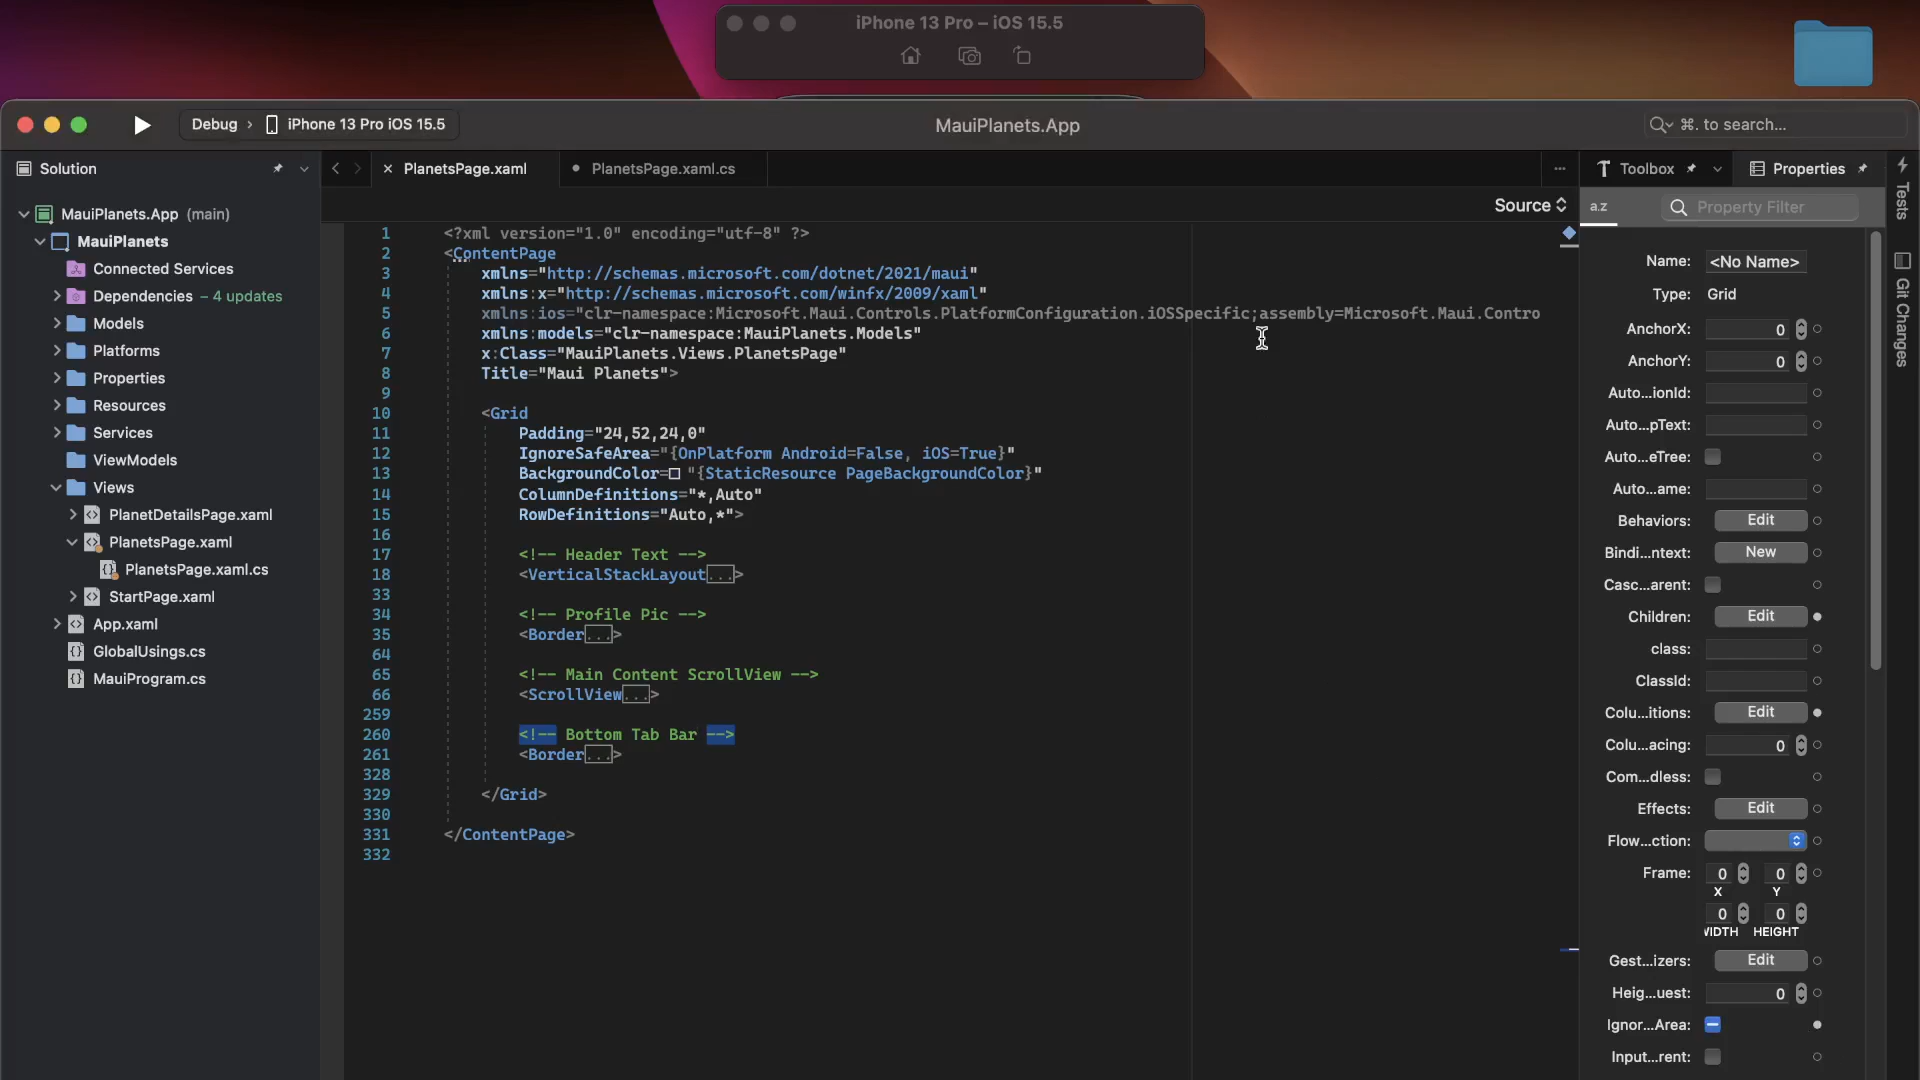 iPhone 13 Pro – iOS 15.5
Debug › iPhone 13 Pro iOS 15.5
MauiPlanets.App
⌘. to search...
Solution
MauiPlanets.App (main)
MauiPlanets
Connected Services
Dependencies – 4 updates
Models
Platforms
Properties
Resources
Services
ViewModels
Views
PlanetDetailsPage.xaml
PlanetsPage.xaml
PlanetsPage.xaml.cs
StartPage.xaml
App.xaml
GlobalUsings.cs
MauiProgram.cs
PlanetsPage.xaml
PlanetsPage.xaml.cs
Source
1 <?xml version="1.0" encoding="utf-8" ?>
2 <ContentPage
3 xmlns="http://schemas.microsoft.com/dotnet/2021/maui"
4 xmlns:x="http://schemas.microsoft.com/winfx/2009/xaml"
5 xmlns:ios="clr-namespace:Microsoft.Maui.Controls.PlatformConfiguration.iOSSpecific;assembly=Microsoft.Maui.Contro
6 xmlns:models="clr-namespace:MauiPlanets.Models"
7 x:Class="MauiPlanets.Views.PlanetsPage"
8 Title="Maui Planets">
9
10 <Grid
11 Padding="24,52,24,0"
12 IgnoreSafeArea="{OnPlatform Android=False, iOS=True}"
13 BackgroundColor="{StaticResource PageBackgroundColor}"
14 ColumnDefinitions="*,Auto"
15 RowDefinitions="Auto,*">
16
17 <!-- Header Text -->
18 <VerticalStackLayout...>
33
34 <!-- Profile Pic -->
35 <Border...>
64
65 <!-- Main Content ScrollView -->
66 <ScrollView...>
259
260 <!-- Bottom Tab Bar -->
261 <Border...>
328
329 </Grid>
330
331 </ContentPage>
332
Toolbox
Properties
a.z
Property Filter
Name: <No Name>
Type: Grid
AnchorX: 0
AnchorY: 0
Auto...ionId:
Auto...pText:
Auto...eTree:
Auto...ame:
Behaviors: Edit
Bindi...ntext: New
Casc...arent:
Children: Edit
class:
ClassId:
Colu...itions: Edit
Colu...acing: 0
Com...dless:
Effects: Edit
Flow...ction:
Frame: 0 0
X Y
0 0
VIDTH HEIGHT
Gest...izers: Edit
Heig...uest: 0
Ignor...Area:
Input...rent:
Tests
Git Changes